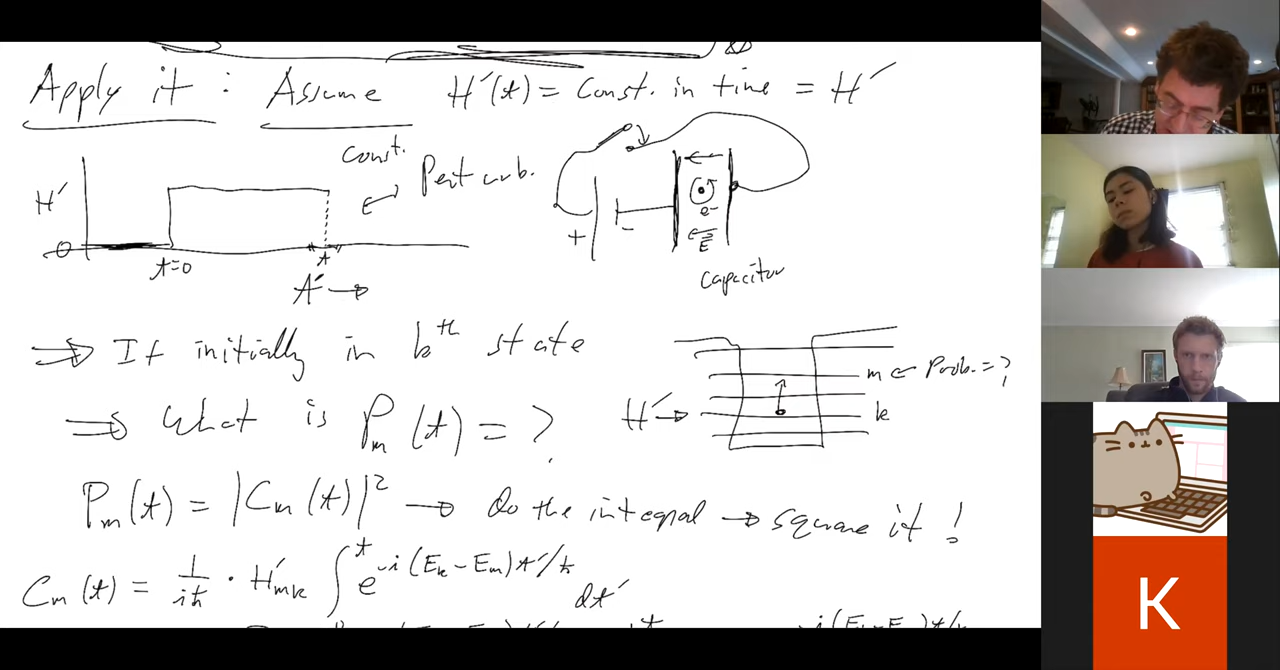 Apply it : Assume H'(t) = Const. in time = H'
Const.
Perturb.
H'
0
t=0
t
t' →
+
-
e-
E
Capacitor
⇒ If initially in kth state
⇒ What is Pm(t) = ?
H' →
m ← Prob. = ?
k
Pm(t) = |Cm(t)|² → do the integral → square it !
Cm(t) = 1/iħ · H'mk ∫ᵗ e^-i(Ek-Em)t'/ħ dt'
K